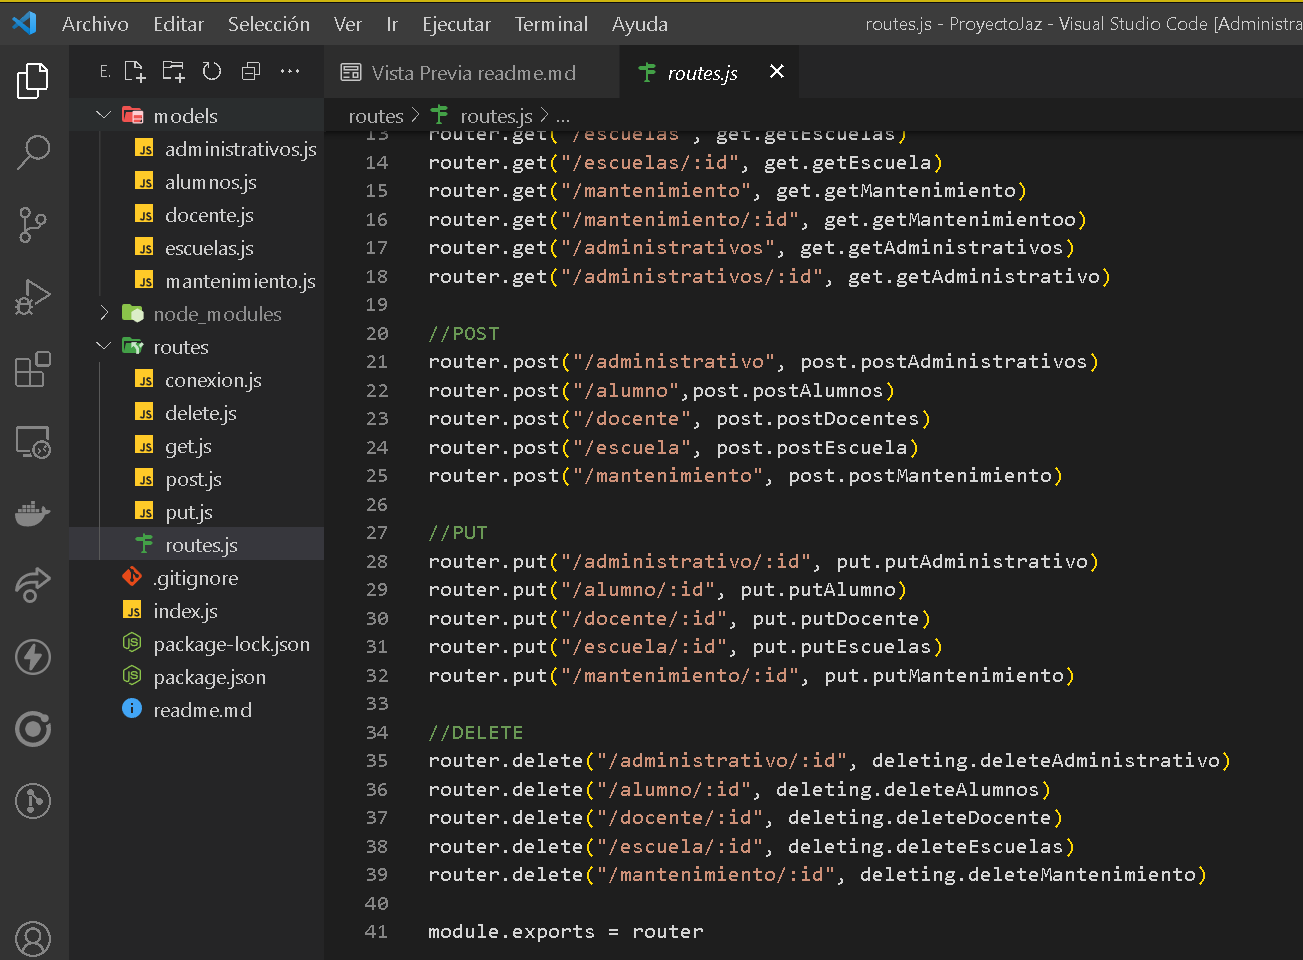 Archivo Editar Selección Ver Ir Ejecutar Terminal Ayuda routes.js - ProyectoJaz - Visual Studio Code [Administra
E.
Vista Previa readme.md
routes.js
models
administrativos.js
alumnos.js
docente.js
escuelas.js
mantenimiento.js
node_modules
routes
conexion.js
delete.js
get.js
post.js
put.js
routes.js
.gitignore
index.js
package-lock.json
package.json
readme.md
routes > routes.js > ...
13 router.get("/escuelas", get.getEscuelas)
14 router.get("/escuelas/:id", get.getEscuela)
15 router.get("/mantenimiento", get.getMantenimiento)
16 router.get("/mantenimiento/:id", get.getMantenimientoo)
17 router.get("/administrativos", get.getAdministrativos)
18 router.get("/administrativos/:id", get.getAdministrativo)
19
20 //POST
21 router.post("/administrativo", post.postAdministrativos)
22 router.post("/alumno",post.postAlumnos)
23 router.post("/docente", post.postDocentes)
24 router.post("/escuela", post.postEscuela)
25 router.post("/mantenimiento", post.postMantenimiento)
26
27 //PUT
28 router.put("/administrativo/:id", put.putAdministrativo)
29 router.put("/alumno/:id", put.putAlumno)
30 router.put("/docente/:id", put.putDocente)
31 router.put("/escuela/:id", put.putEscuelas)
32 router.put("/mantenimiento/:id", put.putMantenimiento)
33
34 //DELETE
35 router.delete("/administrativo/:id", deleting.deleteAdministrativo)
36 router.delete("/alumno/:id", deleting.deleteAlumnos)
37 router.delete("/docente/:id", deleting.deleteDocente)
38 router.delete("/escuela/:id", deleting.deleteEscuelas)
39 router.delete("/mantenimiento/:id", deleting.deleteMantenimiento)
40
41 module.exports = router